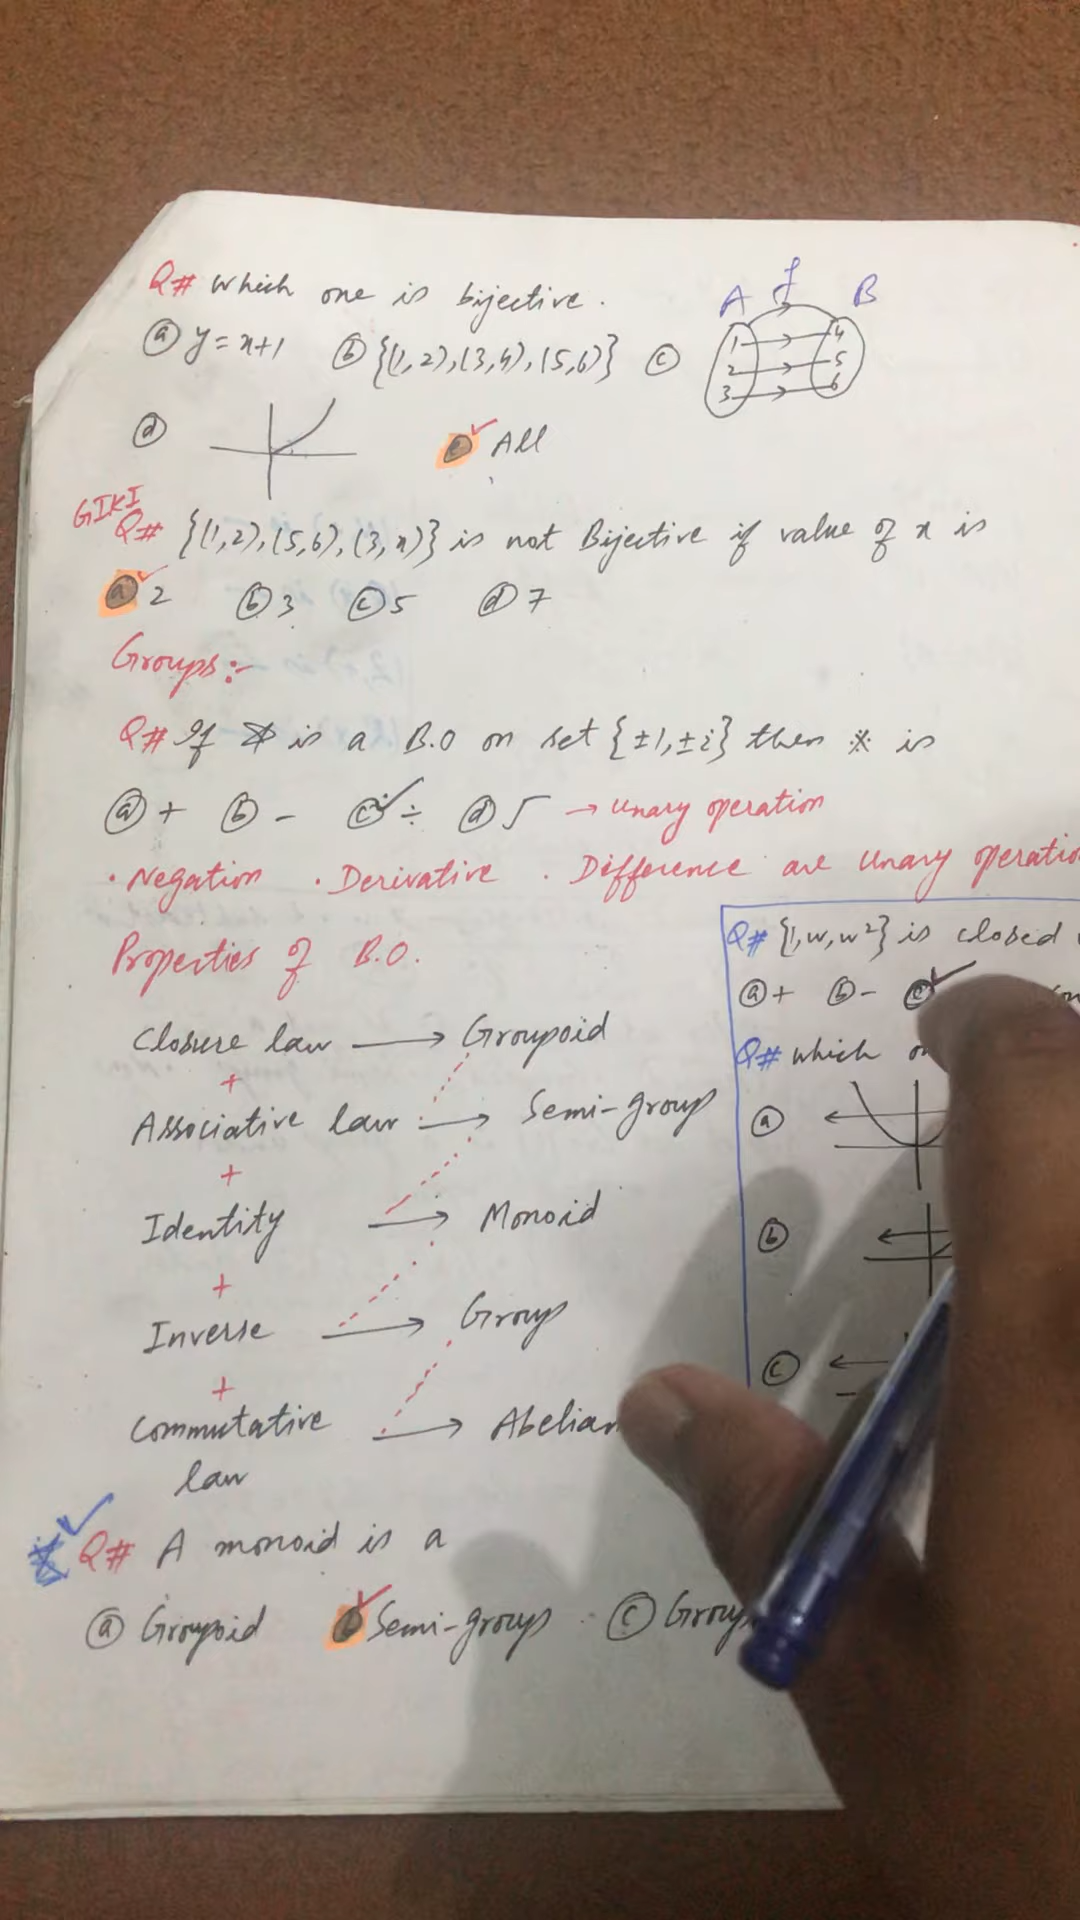 Q# Which one is bijective.
ⓐ y=x+1 ⓑ {(1,2),(3,4),(5,6)} ⓒ
A f B
1 4
2 5
3 6
ⓓ ⓔ All
GIKI
Q# {(1,2),(5,6),(3,x)} is not Bijective if value of x is
ⓐ 2 ⓑ 3 ⓒ 5 ⓓ 7
Groups:-
Q# If * is a B.O on set {±1,±i} then * is
ⓐ + ⓑ - ⓒ ÷ ⓓ → Unary operation
• Negation • Derivative • Difference are Unary
Properties of B.O.
Closure law → Groupoid
+
Associative law → Semi-group
+
Identity → Monoid
+
Inverse → Group
+
Commutative → Abelian
law
Q# A monoid is a
ⓐ Groupoid ⓑ Semi-group ⓒ Group
Q# {1,w,w²} is closed
ⓐ + ⓑ - ⓒ
Q# which
ⓐ
ⓑ
ⓒ